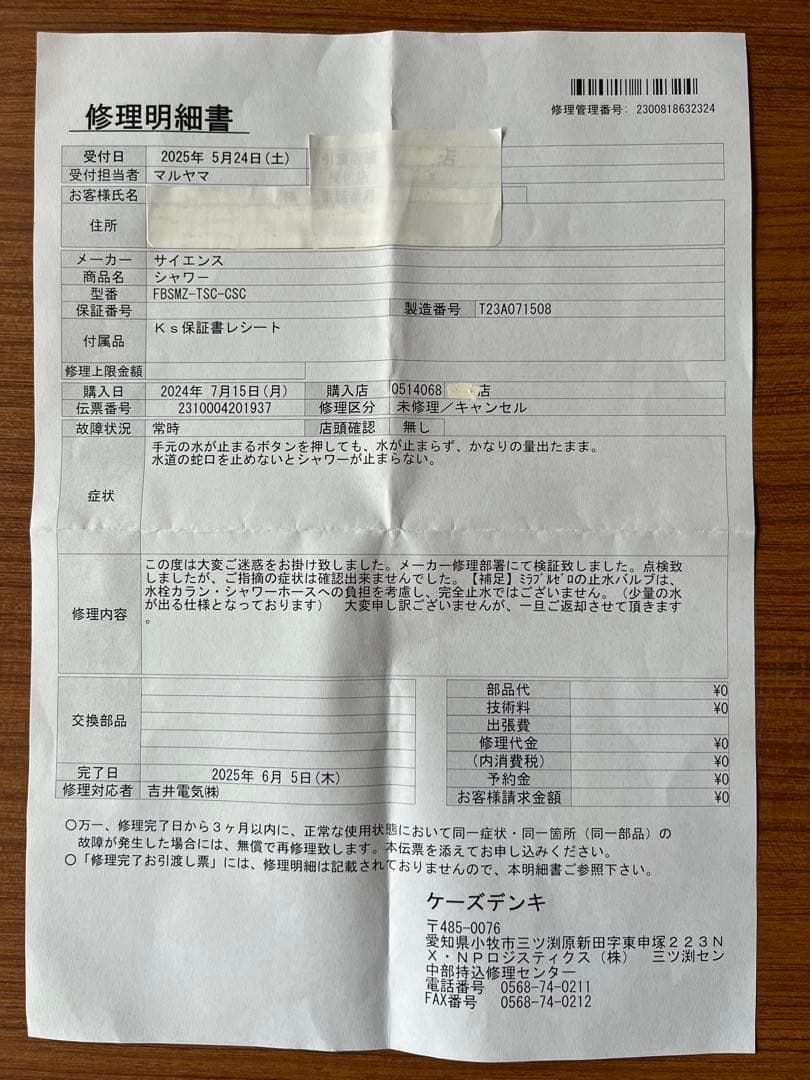 修理明細書
修理管理番号: 2300818632324
受付日 2025年 5月24日(土)
受付担当者 マルヤマ
お客様氏名
住所
メーカー サイエンス
商品名 シャワー
型番 FBSMZ-TSC-CSC
保証番号 製造番号 T23A071508
付属品 Ks保証書レシート
修理上限金額
購入日 2024年 7月15日(月) 購入店 0514068 店
伝票番号 2310004201937 修理区分 未修理/キャンセル
故障状況 常時 店頭確認 無し
症状 手元の水が止まるボタンを押しても、水が止まらず、かなりの量出たまま。
水道の蛇口を止めないとシャワーが止まらない。
修理内容 この度は大変ご迷惑をお掛け致しました。メーカー修理部署にて検証致しました。点検致
しましたが、ご指摘の症状は確認出来ませんでした。【補足】ミラブルゼロの止水バルブは、
水栓カラン・シャワーホースへの負担を考慮し、完全止水ではございません。(少量の水
が出る仕様となっております) 大変申し訳ございませんが、一旦ご返却させて頂きます
。
交換部品
部品代 ¥0
技術料 ¥0
出張費
修理代金 ¥0
(内消費税) ¥0
予約金 ¥0
お客様請求金額 ¥0
完了日 2025年 6月 5日(木)
修理対応者 吉井電気㈱
○万一、修理完了日から3ヶ月以内に、正常な使用状態において同一症状・同一箇所(同一部品)の
故障が発生した場合には、無償で再修理致します。本伝票を添えてお申し込みください。
○「修理完了お引渡し票」には、修理明細は記載されておりませんので、本明細書ご参照下さい。
ケーズデンキ
〒485-0076
愛知県小牧市三ツ渕原新田字東申塚223N
X・NPロジスティクス(株) 三ツ渕セン
中部持込修理センター
電話番号 0568-74-0211
FAX番号 0568-74-0212